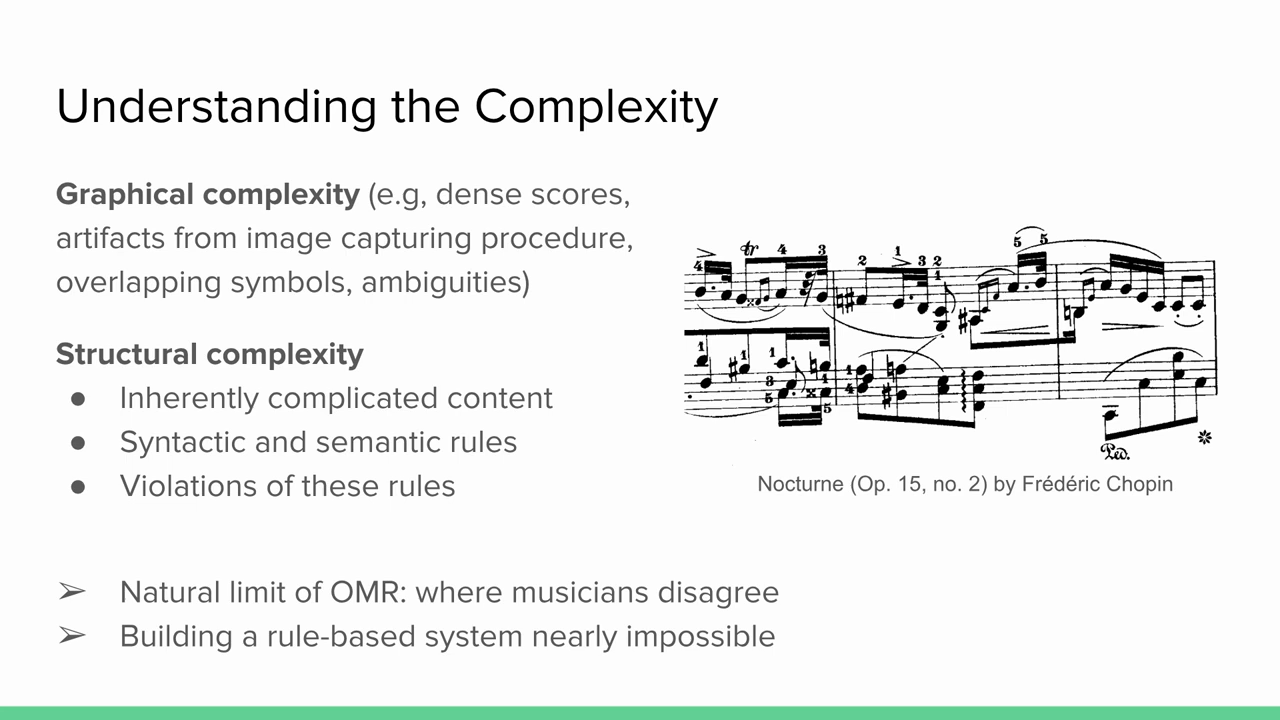 Understanding the Complexity
Graphical complexity (e.g, dense scores,
artifacts from image capturing procedure,
overlapping symbols, ambiguities)
Structural complexity
● Inherently complicated content
● Syntactic and semantic rules
● Violations of these rules
Nocturne (Op. 15, no. 2) by Frédéric Chopin
➢ Natural limit of OMR: where musicians disagree
➢ Building a rule-based system nearly impossible